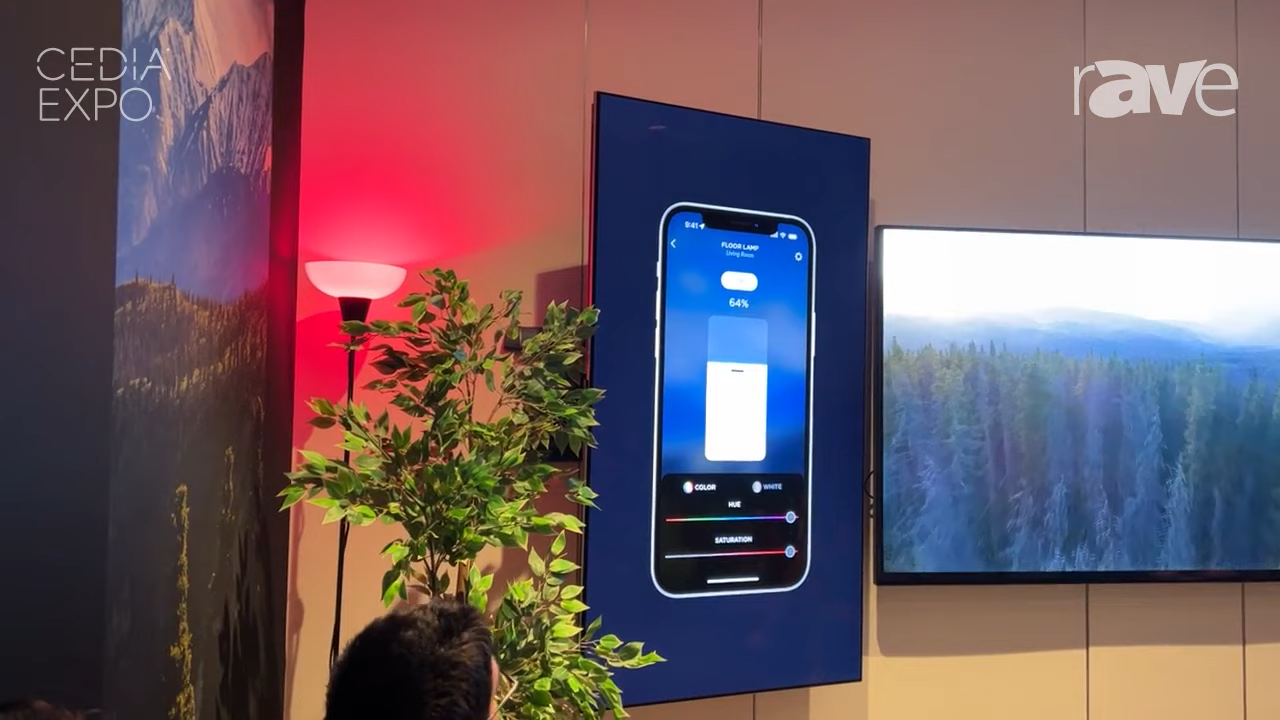 CEDIA
EXPO
rave
9:41
FLOOR LAMP
Living Room
64%
COLOR
WHITE
HUE
SATURATION